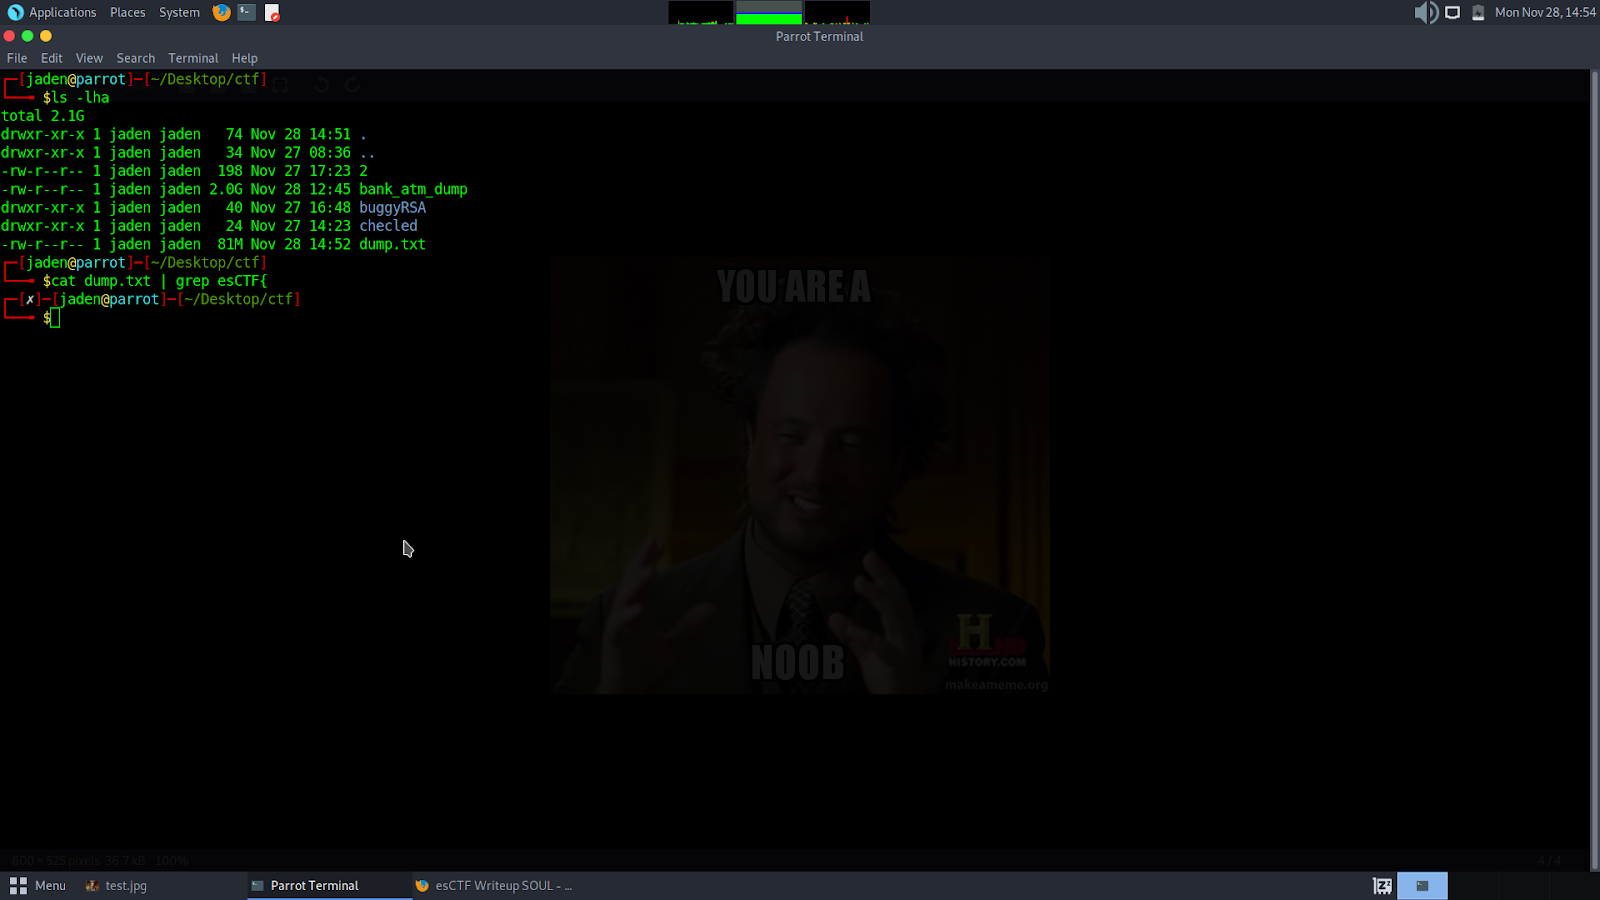 Applications Places System
Mon Nov 28, 14:54
Parrot Terminal
File Edit View Search Terminal Help
┌─[jaden@parrot]─[~/Desktop/ctf]
└──╼ $ls -lha
total 2.1G
drwxr-xr-x 1 jaden jaden   74 Nov 28 14:51 .
drwxr-xr-x 1 jaden jaden   34 Nov 27 08:36 ..
-rw-r--r-- 1 jaden jaden  198 Nov 27 17:23 2
-rw-r--r-- 1 jaden jaden 2.0G Nov 28 12:45 bank_atm_dump
drwxr-xr-x 1 jaden jaden   40 Nov 27 16:48 buggyRSA
drwxr-xr-x 1 jaden jaden   24 Nov 27 14:23 checled
-rw-r--r-- 1 jaden jaden  81M Nov 28 14:52 dump.txt
┌─[jaden@parrot]─[~/Desktop/ctf]
└──╼ $cat dump.txt | grep esCTF{
┌─[✗]─[jaden@parrot]─[~/Desktop/ctf]
└──╼ $
YOU ARE A
NOOB
H HD
HISTORY.COM
makeameme.org
600 × 525 pixels 36.7 kB 100%
4 / 4
Menu test.jpg Parrot Terminal esCTF Writeup SOUL - ...